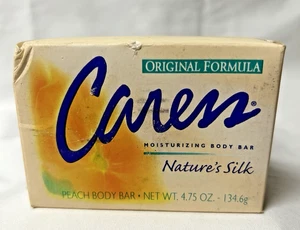 ORIGINAL FORMULA
Caress®
MOISTURIZING BODY BAR
Nature's Silk
PEACH BODY BAR • NET WT. 4.75 OZ. - 134.6g